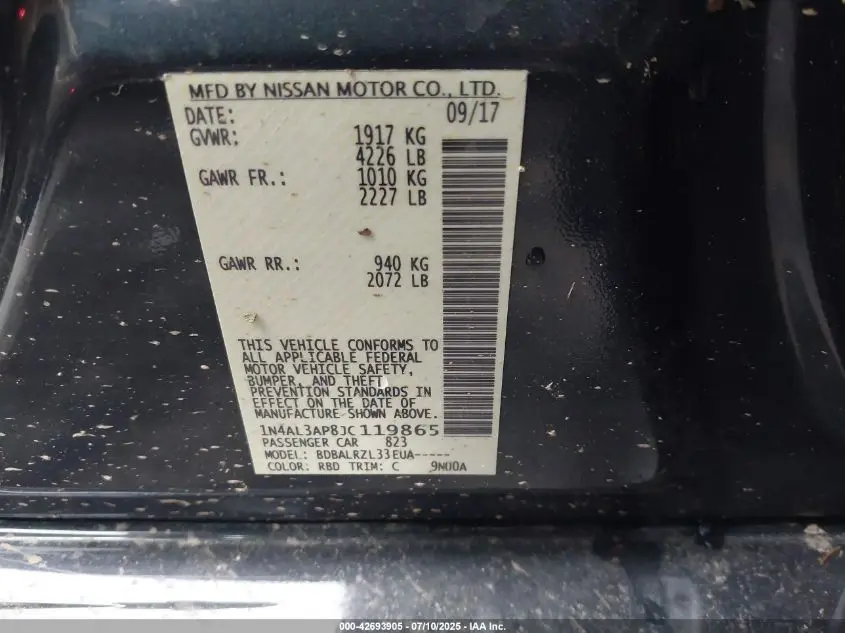 MFD BY NISSAN MOTOR CO., LTD.
DATE: 09/17
GVWR: 1917 KG
4226 LB
GAWR FR.: 1010 KG
2227 LB
GAWR RR.: 940 KG
2072 LB
THIS VEHICLE CONFORMS TO
ALL APPLICABLE FEDERAL
MOTOR VEHICLE SAFETY,
BUMPER, AND THEFT
PREVENTION STANDARDS IN
EFFECT ON THE DATE OF
MANUFACTURE SHOWN ABOVE.
1N4AL3AP8JC119865
PASSENGER CAR 823
MODEL: BDBALRZL33EUA-----
COLOR: RBD TRIM: C 9N00A
000-42693905 - 07/10/2025 - IAA Inc.